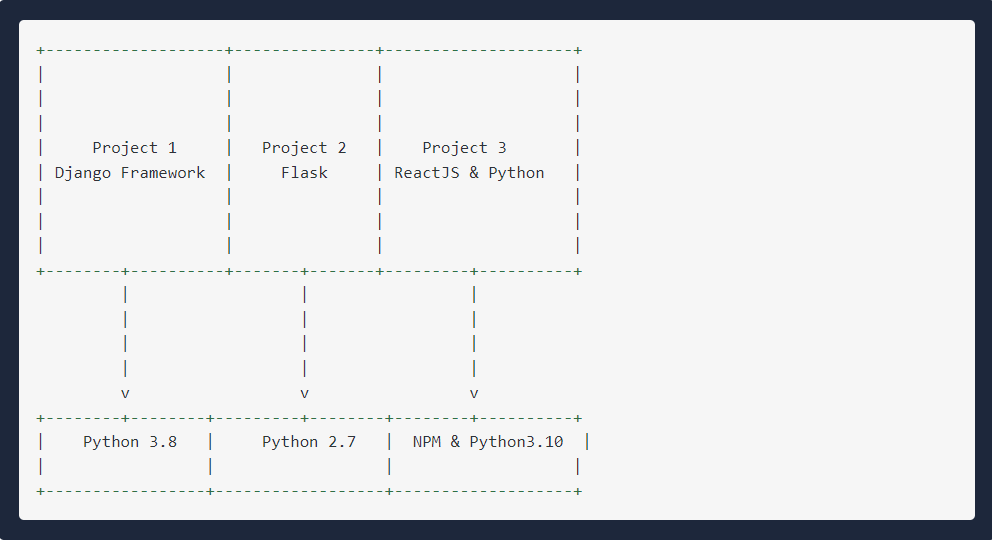 Project 1 Project 2 Project 3
Django Framework Flask ReactJS & Python
v v v
Python 3.8 Python 2.7 NPM & Python3.10